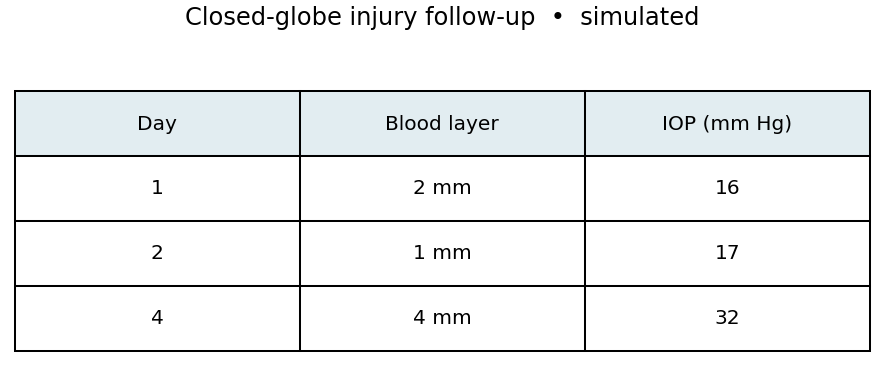 Closed-globe injury follow-up • simulated
Day Blood layer IOP (mm Hg)
1 2 mm 16
2 1 mm 17
4 4 mm 32